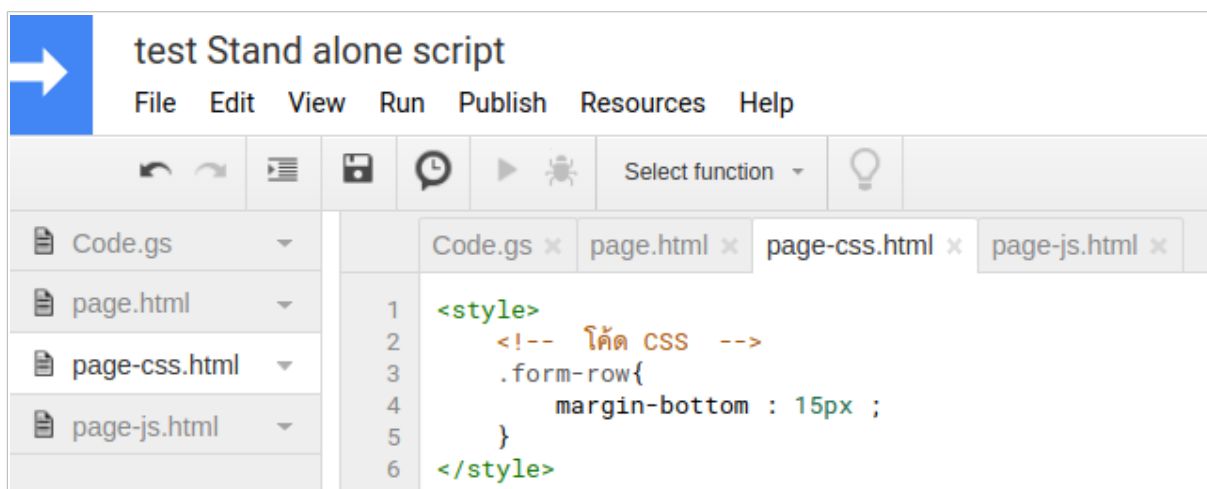 test Stand alone script
File Edit View Run Publish Resources Help
Select function
Code.gs
page.html
page-css.html
page-js.html
Code.gs × page.html × page-css.html × page-js.html ×
1 <style>
2 <!-- โค้ด CSS -->
3 .form-row{
4 margin-bottom : 15px ;
5 }
6 </style>